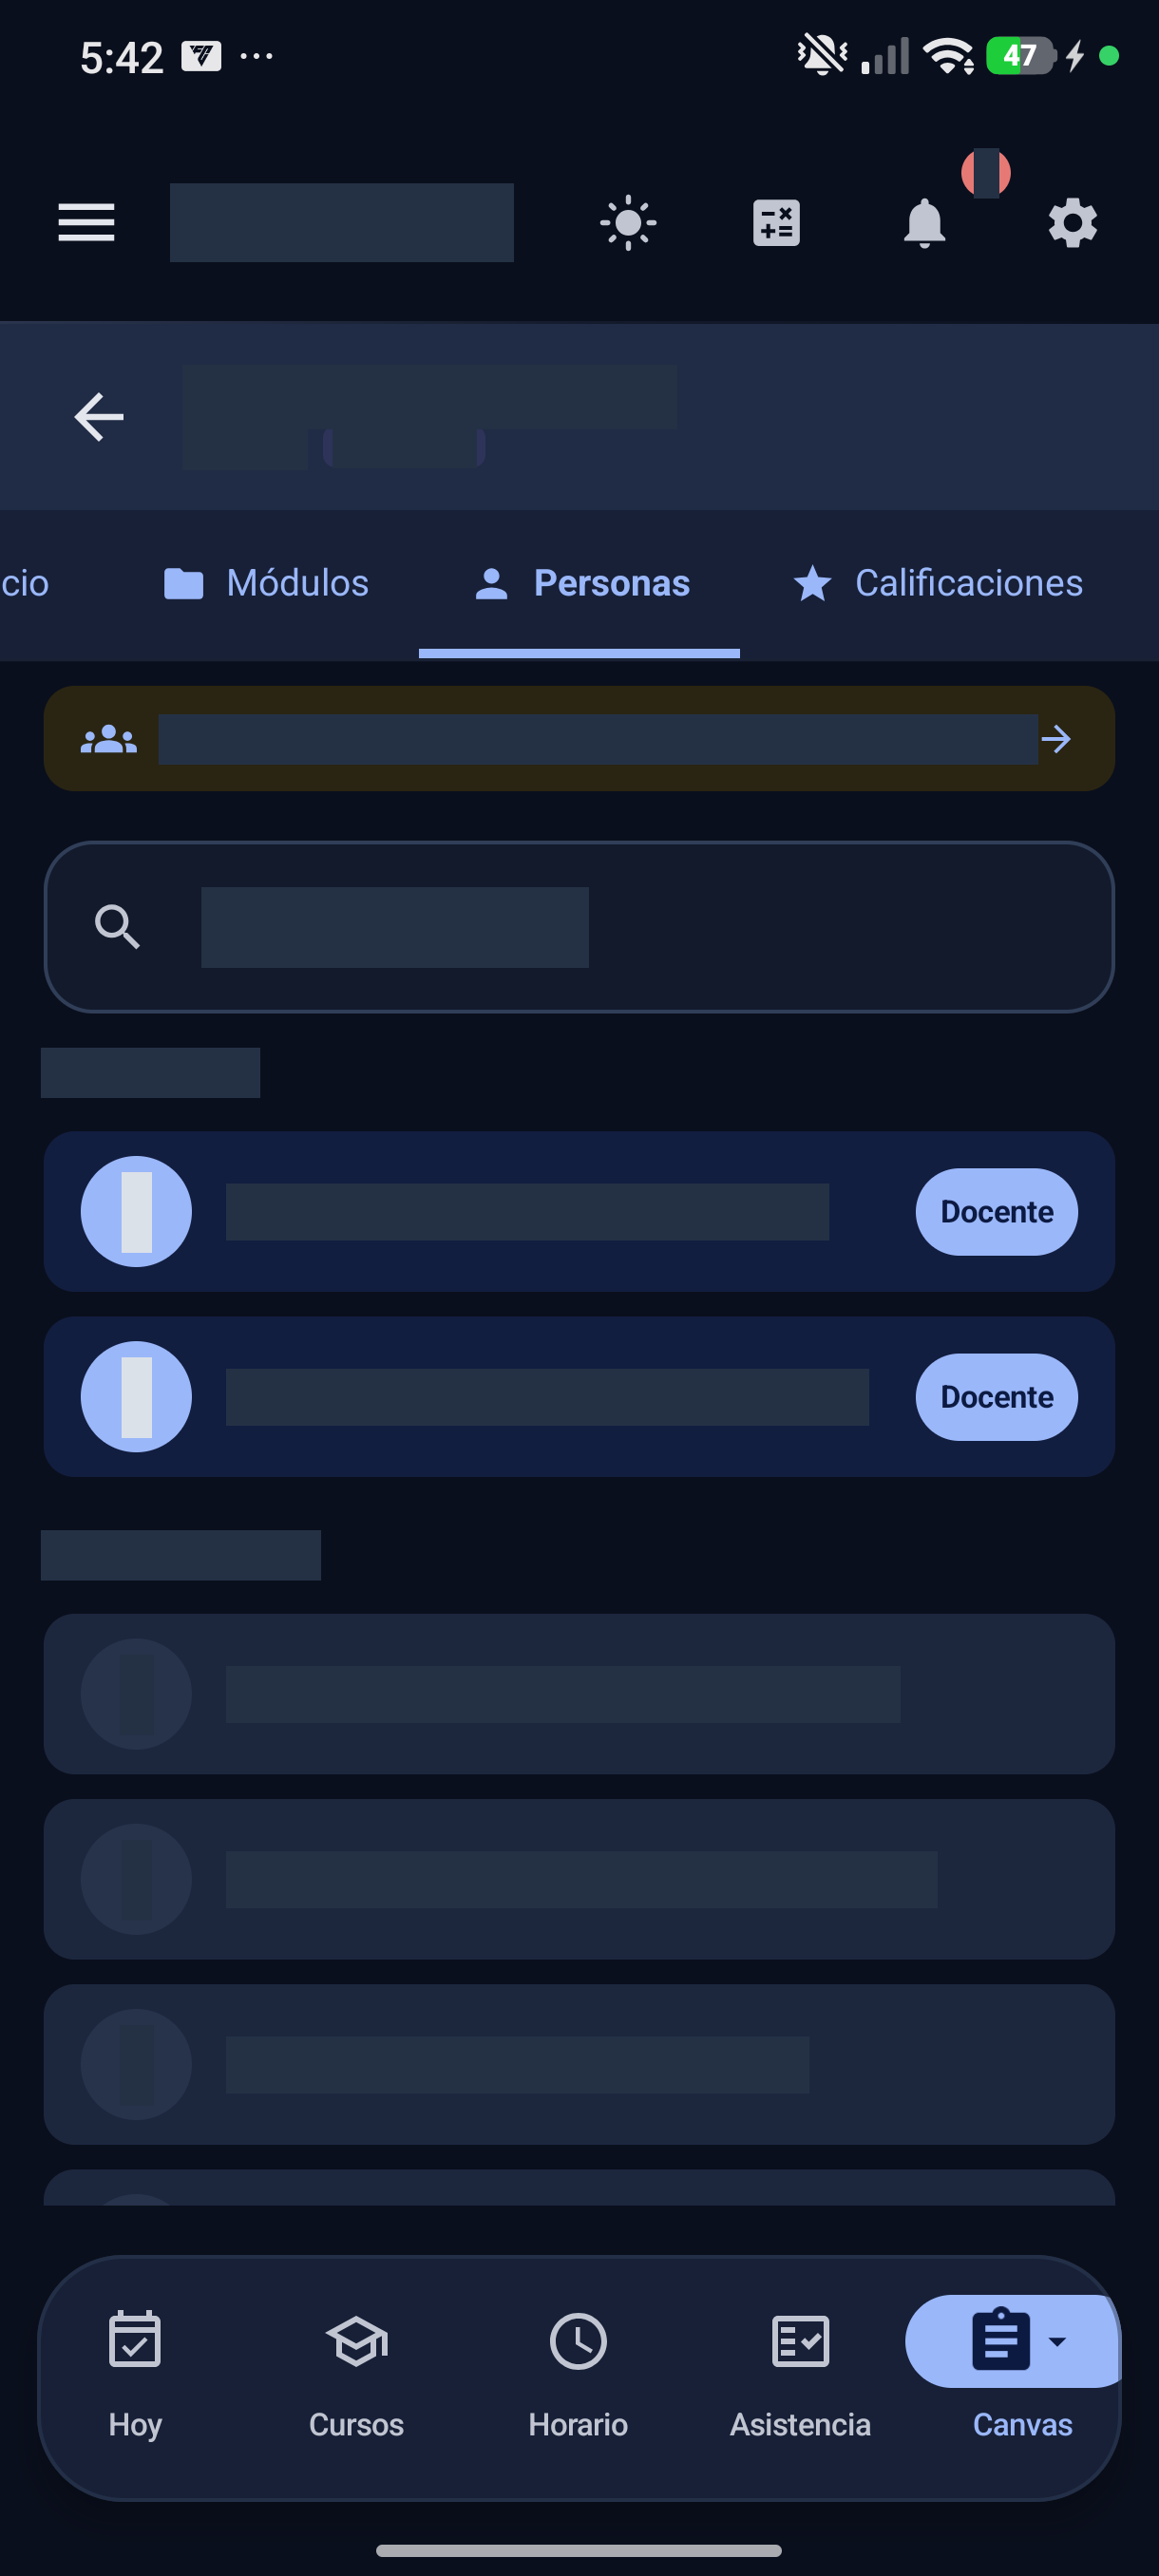 5:42 ...
47
cio
Módulos
Personas
Calificaciones
Docente
Docente
Hoy
Cursos
Horario
Asistencia
Canvas